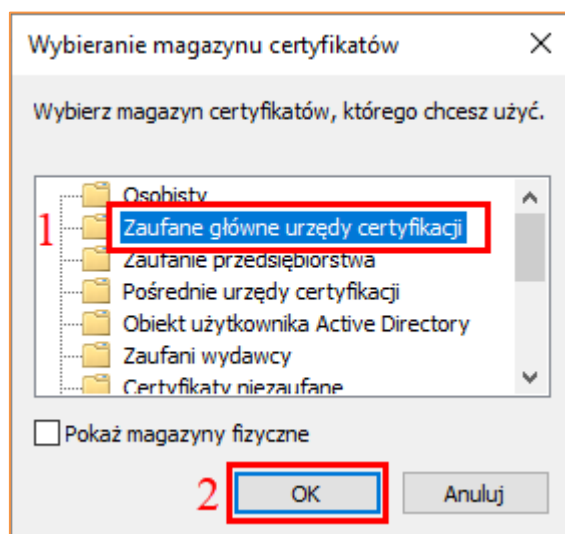 Wybieranie magazynu certyfikatów
Wybierz magazyn certyfikatów, którego chcesz użyć.
Osobisty
1 Zaufane główne urzędy certyfikacji
Zaufanie przedsiębiorstwa
Pośrednie urzędy certyfikacji
Obiekt użytkownika Active Directory
Zaufani wydawcy
Certyfikaty niezaufane
Pokaż magazyny fizyczne
2 OK Anuluj